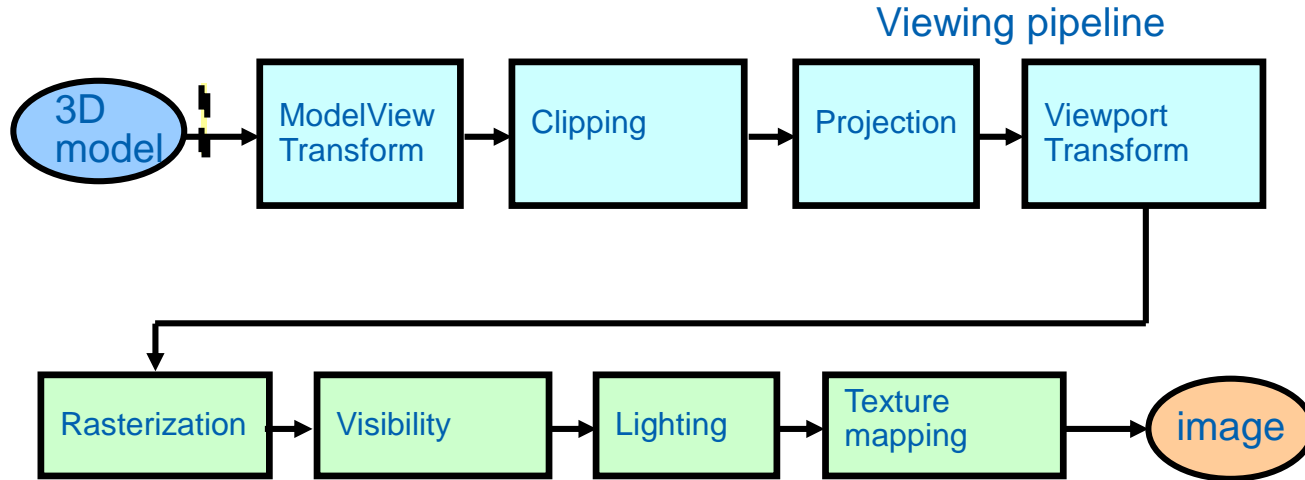 Viewing pipeline
3D
model
ModelView
Transform
Clipping
Projection
Viewport
Transform
Rasterization
Visibility
Lighting
Texture
mapping
image